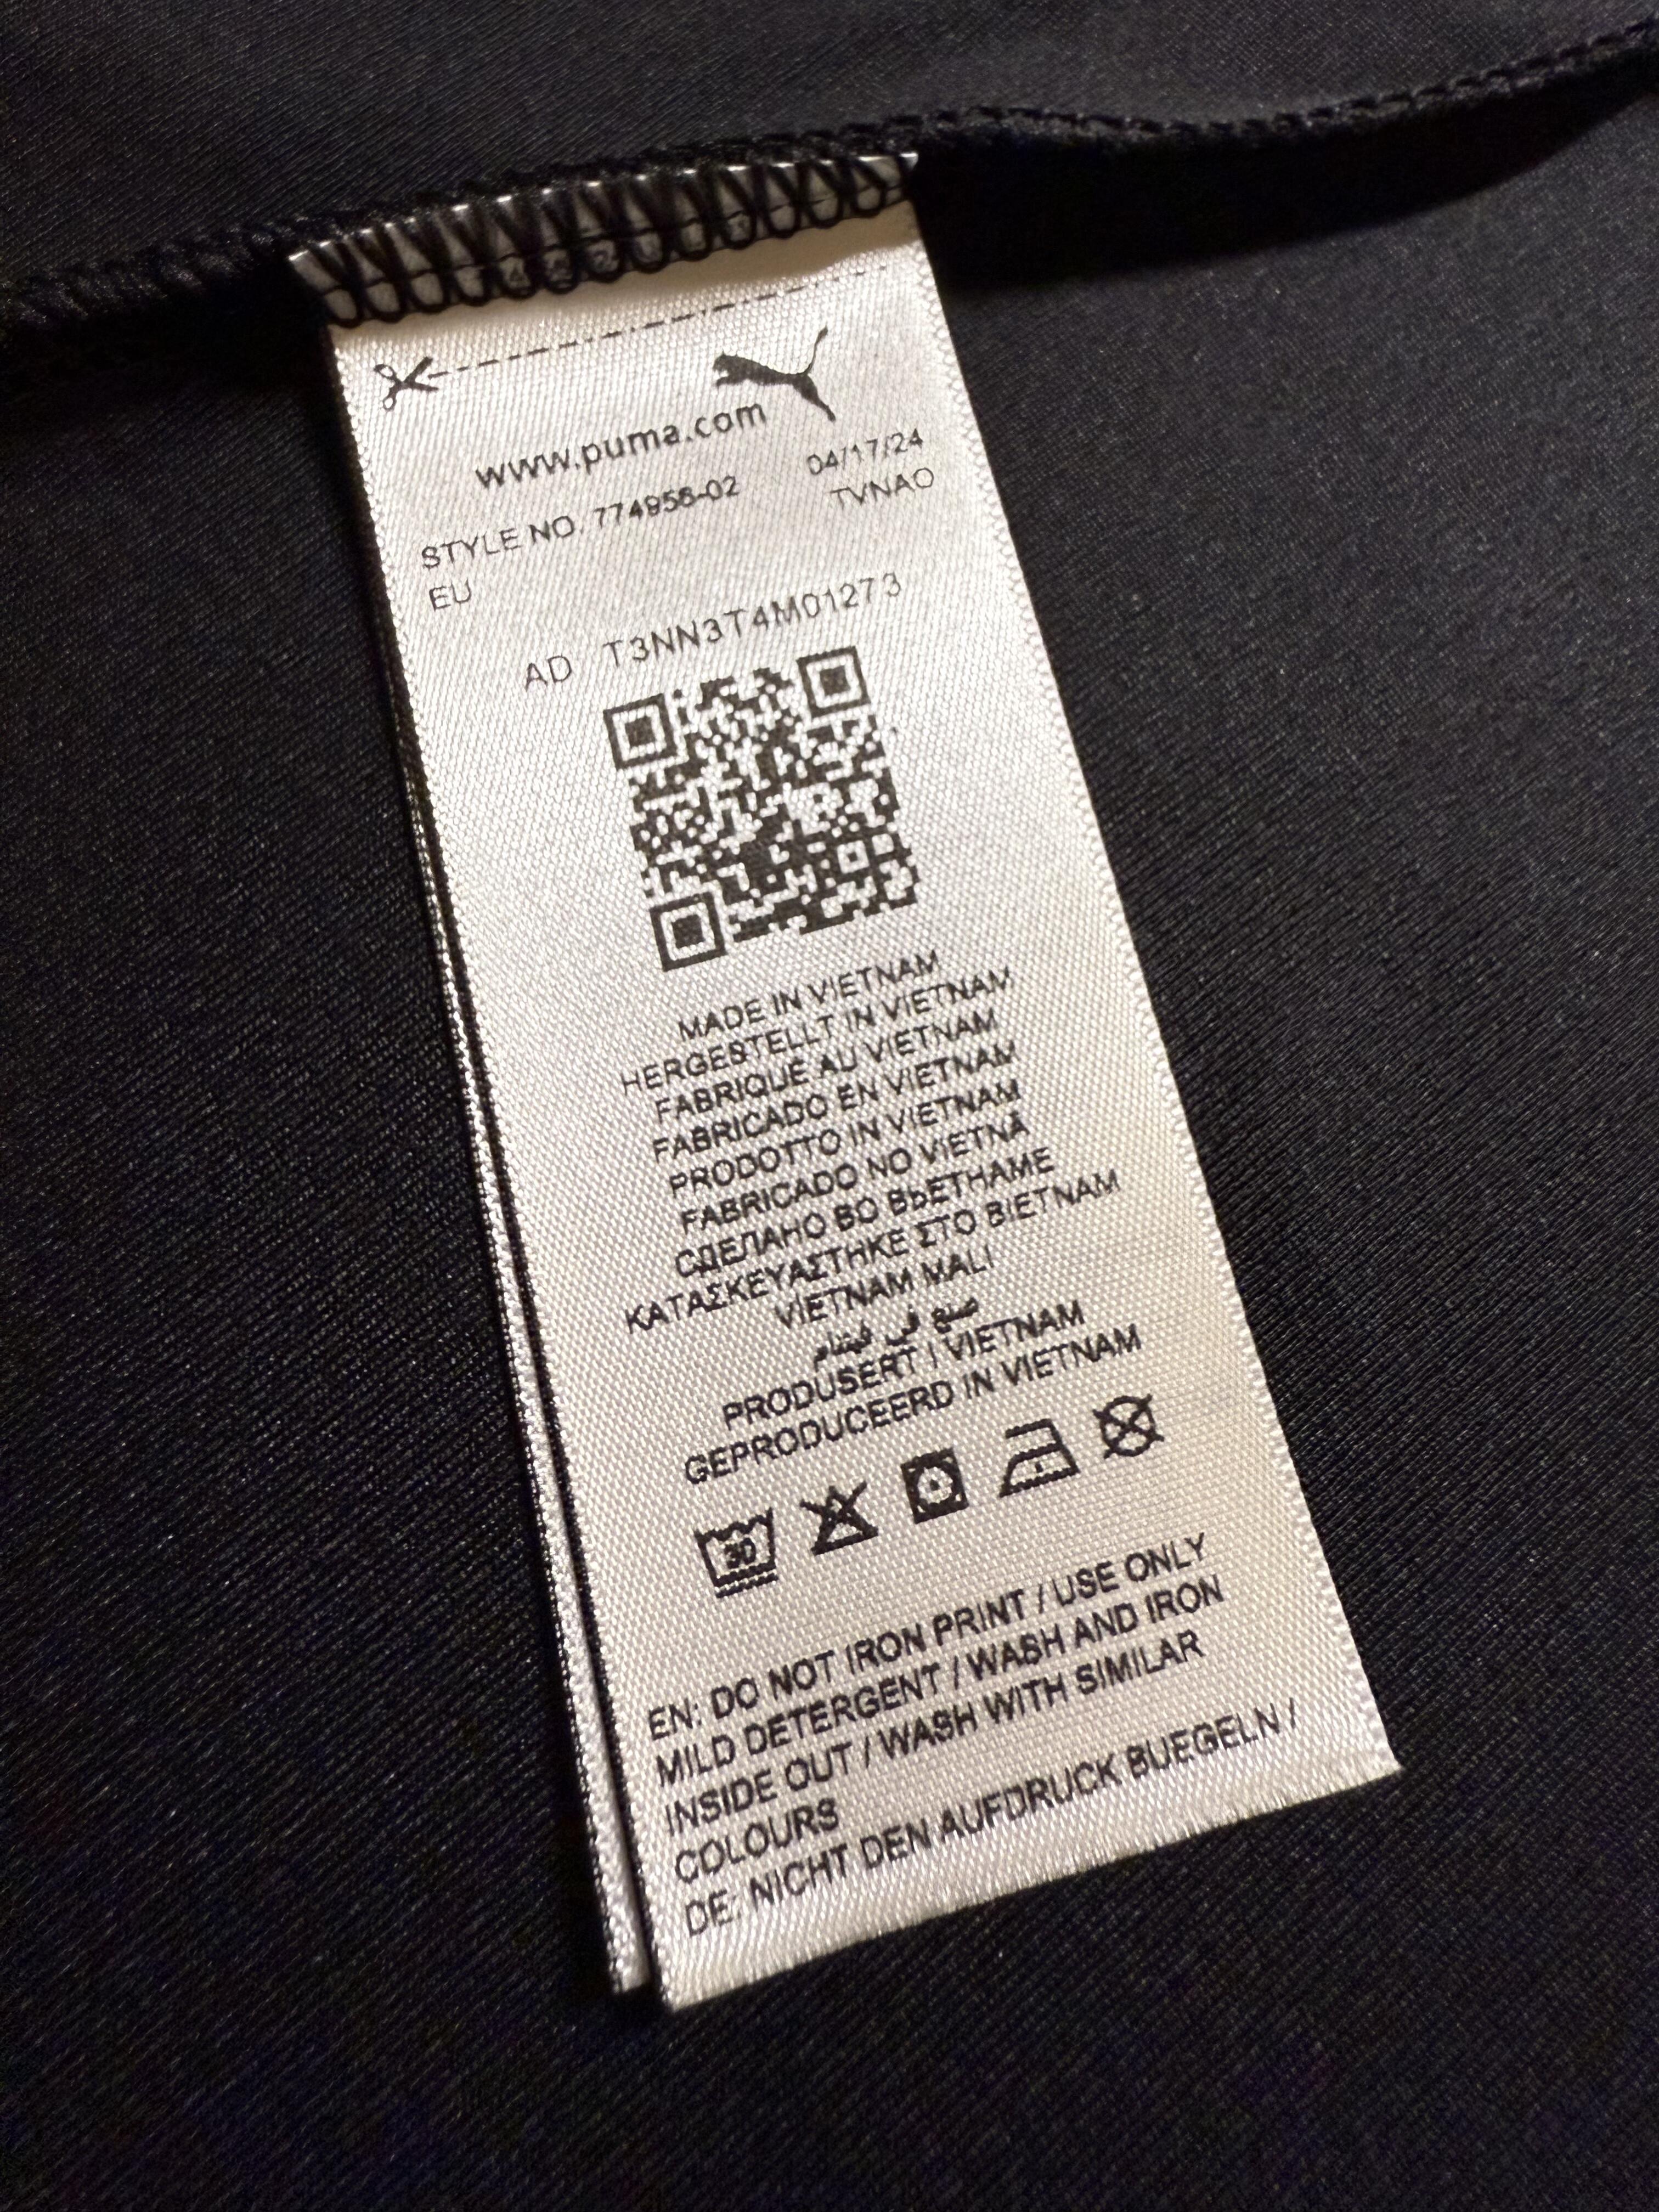 www.puma.com
STYLE NO. 774956-02 04/17/24
EU TVNAO
AD T3NN3T4M01273
MADE IN VIETNAM
HERGESTELLT IN VIETNAM
FABRIQUE AU VIETNAM
FABRICADO EN VIETNAM
PRODOTTO IN VIETNAM
FABRICADO NO VIETNÃ
СДЕЛАНО ВО ВЬЕТНАМЕ
ΚΑΤΑΣΚΕΥΑΣΤΗΚΕ ΣΤΟ ΒΙΕΤΝΑΜ
VIETNAM MALI
صنع في فيتنام
PRODUSERT I VIETNAM
GEPRODUCEERD IN VIETNAM
30
EN: DO NOT IRON PRINT / USE ONLY
MILD DETERGENT / WASH AND IRON
INSIDE OUT / WASH WITH SIMILAR
COLOURS
DE: NICHT DEN AUFDRUCK BUEGELN /